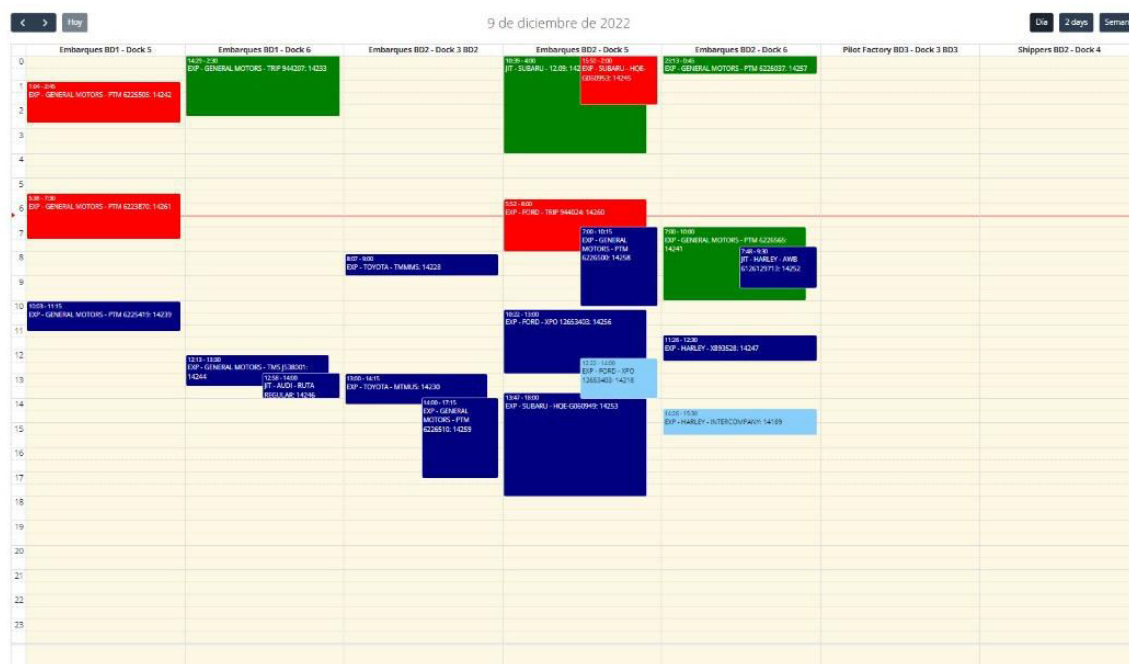 Hoy
9 de diciembre de 2022
Día
2 days
Seman
Embarques BD1 - Dock 5
Embarques BD1 - Dock 6
Embarques BD2 - Dock 3 BD2
Embarques BD2 - Dock 5
Embarques BD2 - Dock 6
Pilot Factory BD3 - Dock 3 BD3
Shippers BD2 - Dock 4
0
1
2
3
4
5
6
7
8
9
10
11
12
13
14
15
16
17
18
19
20
21
22
23
1:04 - 2:45
EXP - GENERAL MOTORS - PTM 6226505: 14242
5:38 - 7:30
EXP - GENERAL MOTORS - PTM 6223870: 14261
10:03 - 11:15
EXP - GENERAL MOTORS - PTM 6225419: 14239
14:29 - 2:30
EXP - GENERAL MOTORS - TRIP 944207: 14233
12:13 - 13:30
EXP - GENERAL MOTORS - TMS J538001:
14244
12:58 - 14:00
JIT - AUDI - RUTA
REGULAR: 14246
8:07 - 9:00
EXP - TOYOTA - TMMMS: 14228
13:00 - 14:15
EXP - TOYOTA - MTMUS: 14230
14:00 - 17:15
EXP - GENERAL
MOTORS - PTM
6226510: 14259
10:39 - 4:00
JIT - SUBARU - 12.09: 142
15:50 - 2:00
EXP - SUBARU - HQE-
G060953: 14245
5:52 - 8:00
EXP - FORD - TRIP 944024: 14260
7:00 - 10:15
EXP - GENERAL
MOTORS - PTM
6226500: 14258
10:22 - 13:00
EXP - FORD - XPO 12653403: 14256
12:22 - 14:00
EXP - FORD - XPO
12653403: 14218
13:47 - 18:00
EXP - SUBARU - HQE-G060949: 14253
23:13 - 0:45
EXP - GENERAL MOTORS - PTM 6226037: 14257
7:00 - 10:00
EXP - GENERAL MOTORS - PTM 6226565:
14241
7:48 - 9:30
JIT - HARLEY - AWB
6126129713: 14252
11:26 - 12:30
EXP - HARLEY - X893528: 14247
14:26 - 15:30
EXP - HARLEY - INTERCOMPANY: 14189